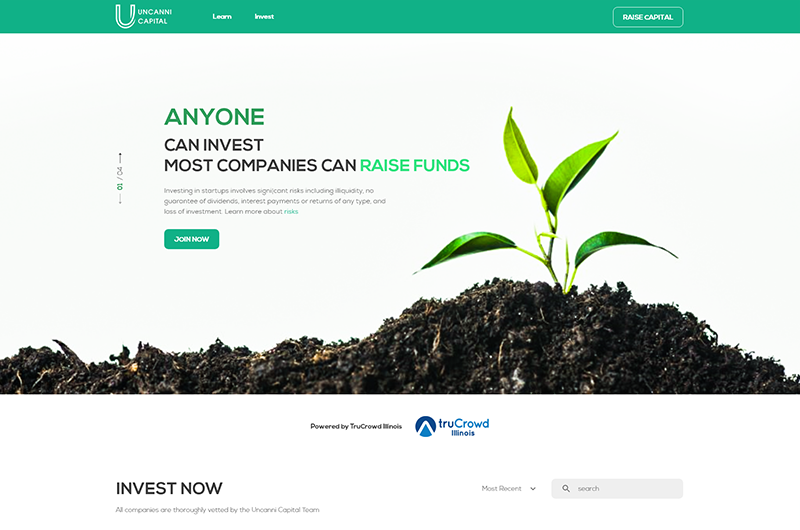 UNCANNI
CAPITAL
Learn
Invest
RAISE CAPITAL
ANYONE
CAN INVEST
MOST COMPANIES CAN RAISE FUNDS
01 / 04
Investing in startups involves signi(cant risks including illiquidity, no
guarantee of dividends, interest payments or returns of any type, and
loss of investment. Learn more about risks
JOIN NOW
Powered by TruCrowd Illinois
truCrowd
Illinois
INVEST NOW
Most Recent
search
All companies are thoroughly vetted by the Uncanni Capital Team